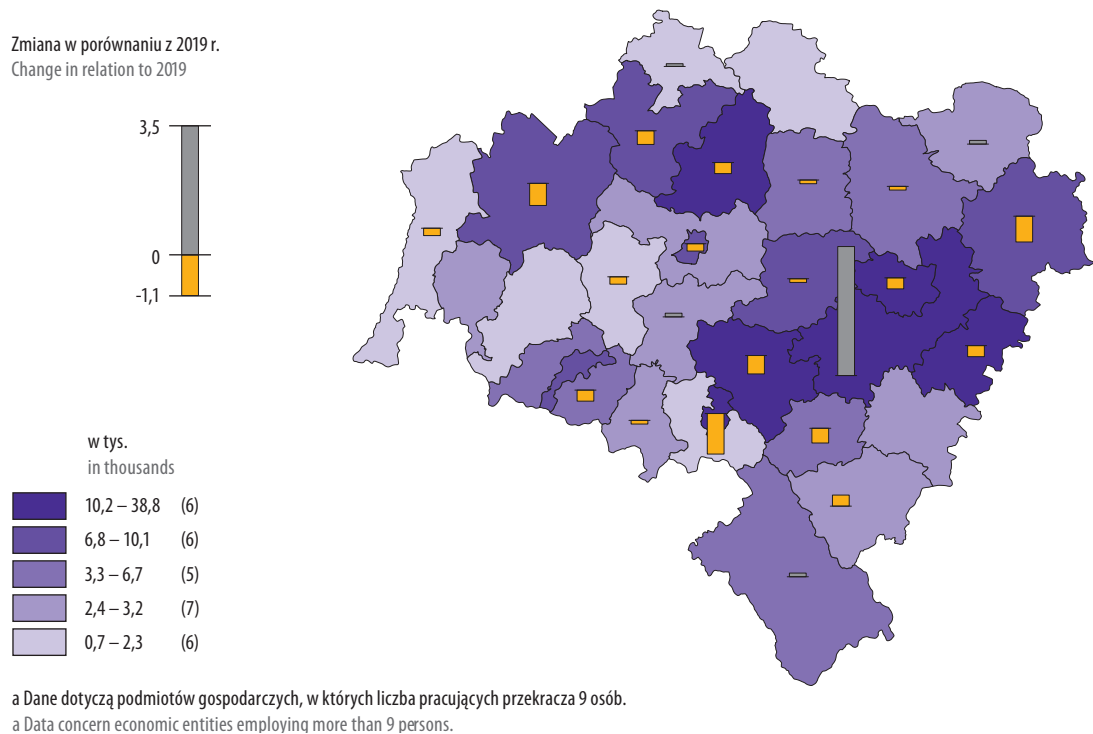 Zmiana w porównaniu z 2019 r.
Change in relation to 2019
3,5
0
-1,1
w tys.
in thousands
10,2 – 38,8 (6)
6,8 – 10,1 (6)
3,3 – 6,7 (5)
2,4 – 3,2 (7)
0,7 – 2,3 (6)
a Dane dotyczą podmiotów gospodarczych, w których liczba pracujących przekracza 9 osób.
a Data concern economic entities employing more than 9 persons.